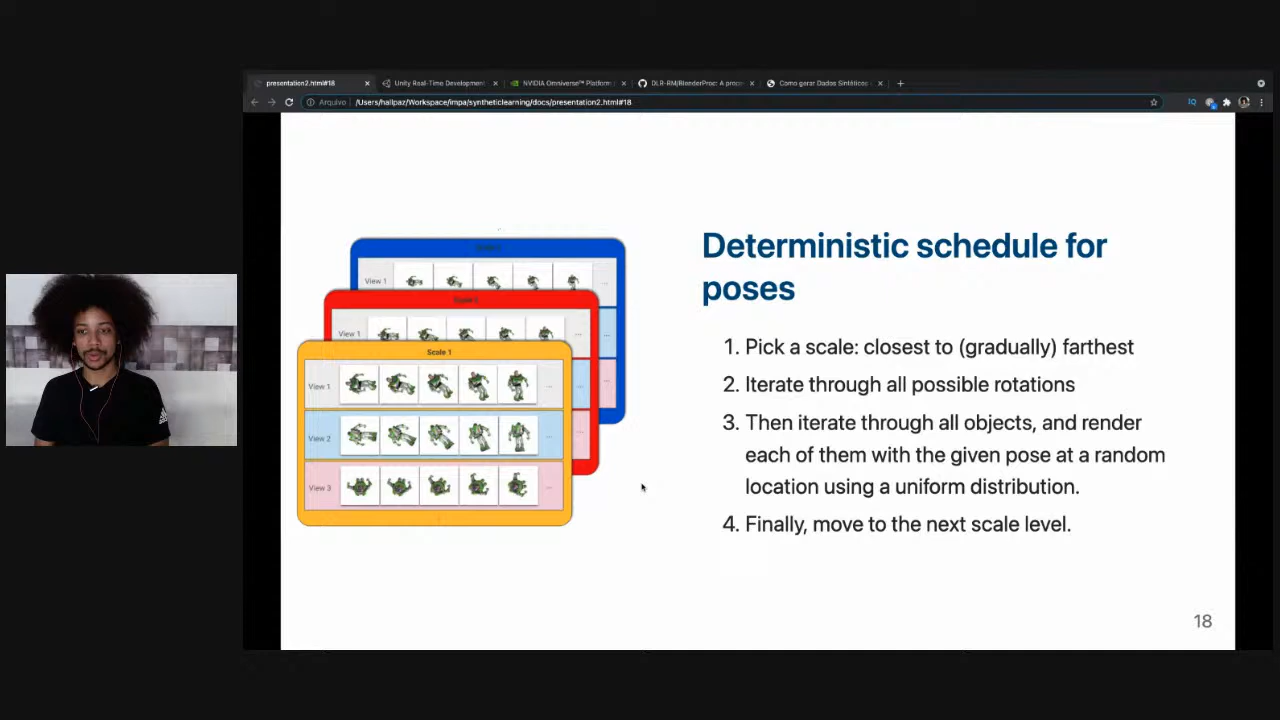 presentation2.html#18
Unity Real-Time Development
NVIDIA Omniverse™ Platform
DLR-RM/BlenderProc: A proce
Como gerar Dados Sintéticos
Arquivo
/Users/hallpaz/Workspace/impa/syntheticlearning/docs/presentation2.html#18
Deterministic schedule for
poses
1. Pick a scale: closest to (gradually) farthest
2. Iterate through all possible rotations
3. Then iterate through all objects, and render
each of them with the given pose at a random
location using a uniform distribution.
4. Finally, move to the next scale level.
View 1
...
View 1
...
Scale 1
View 1
...
View 2
...
View 3
...
18